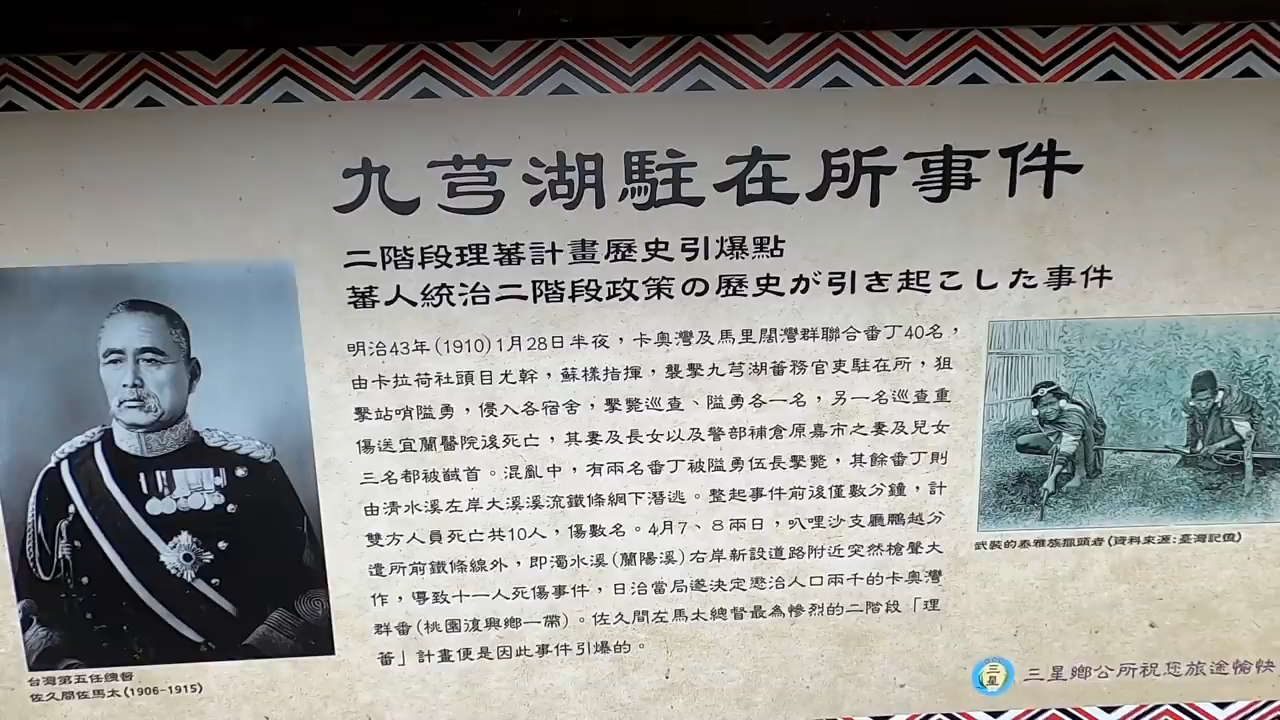 九芎湖駐在所事件
二階段理蕃計畫歷史引爆點
蕃人統治二階段政策の歷史が引き起こした事件
明治43年(1910)1月28日半夜，卡奧灣及馬里闊灣群聯合番丁40名，
由卡拉荷社頭目尤幹，蘇樣指揮，襲擊九芎湖蕃務官吏駐在所，狙
擊站哨隘勇，侵入各宿舍，擊斃巡查、隘勇各一名，另一名巡查重
傷送宜蘭醫院後死亡，其妻及長女以及警部補倉原嘉市之妻及兒女
三名都被馘首。混亂中，有兩名番丁被隘勇伍長擊斃，其餘番丁則
由清水溪左岸大溪溪流鐵條網下潛逃。整起事件前後僅數分鐘，計
雙方人員死亡共10人，傷數名。4月7、8兩日，叭哩沙支廳鵬越分
遣所前鐵條線外，即濁水溪(蘭陽溪)右岸新設道路附近突然槍聲大
作，導致十一人死傷事件，日治當局遂決定懲治人口兩千的卡奧灣
群番(桃園復興鄉一帶)。佐久間左馬太總督最為慘烈的二階段「理
蕃」計畫便是因此事件引爆的。
武裝的泰雅族獵頭者(資料來源:臺灣記憶)
台灣第五任總督
佐久間佐馬太(1906-1915)
三星
三星鄉公所祝您旅途愉快